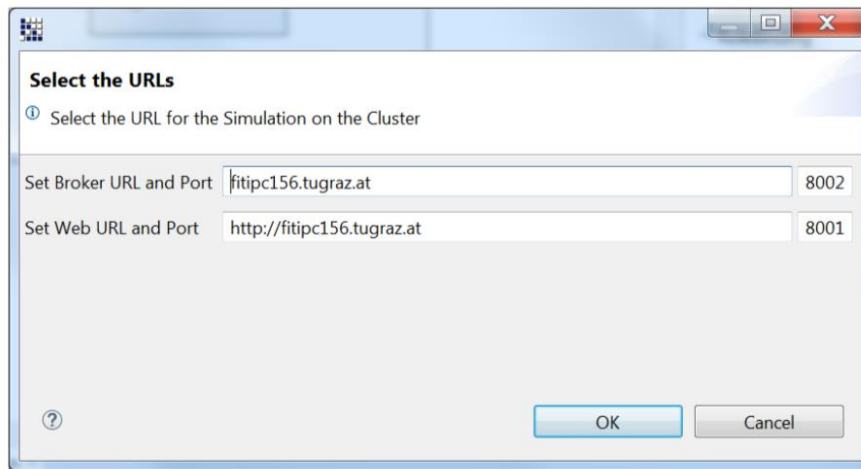 Select the URLs
Select the URL for the Simulation on the Cluster
Set Broker URL and Port fitipc156.tugraz.at 8002
Set Web URL and Port http://fitipc156.tugraz.at 8001
OK Cancel